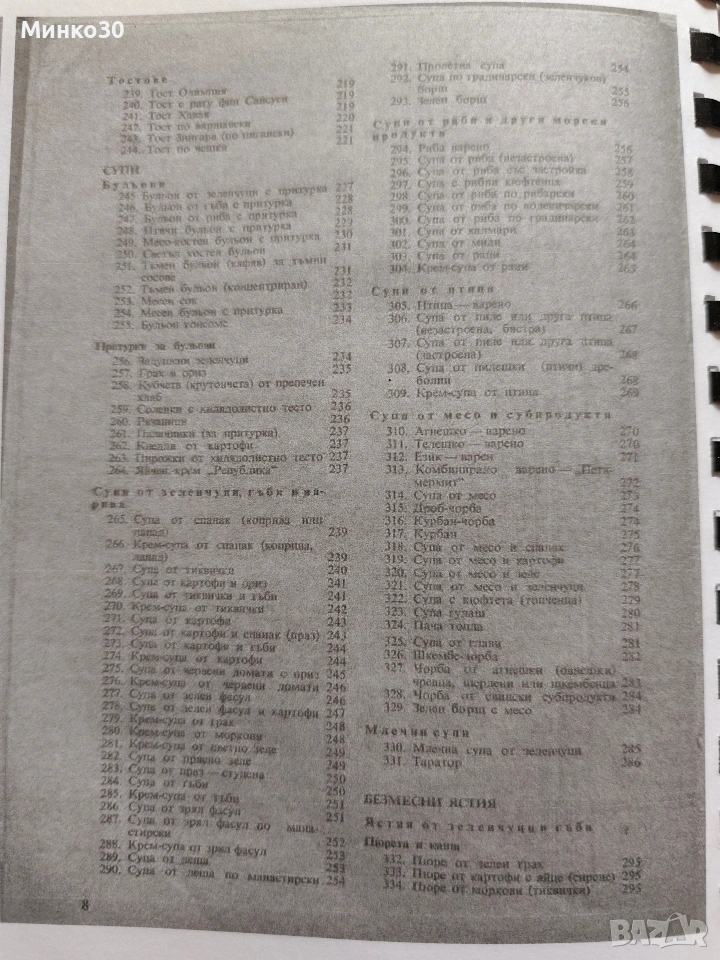 Минко30
Тостове
239. Тост Олимпия 219
240. Тост с рагу фин Сансуси 219
241. Тост Хаваи 219
242. Тост по варшавски 220
243. Тост Зингара (по цигански) 221
244. Тост по чешки 221
СУПИ
Бульони
245. Бульон от зеленчуци с притурка 227
246. Бульон от гъби с притурка 228
247. Бульон от риба с притурка 228
248. Птичи бульон с притурка 229
249. Месо-костен бульон с притурка 230
250. Светъл костен бульон 231
251. Тъмен бульон (кафяв) за тъмни
сосове 231
252. Тъмен бульон (концентриран) 232
253. Месен сок 232
254. Месен бульон с притурка 233
255. Бульон консоме 234
Притурки за бульони
256. Задушени зеленчуци 234
257. Грах и ориз 235
258. Кубчета (крутончета) от препечен
хляб 235
259. Соленки с хилядолистно тесто 236
260. Резанци 236
261. Палачинки (за притурка) 237
262. Кнедли от картофи 237
263. Пирожки от хилядолистно тесто 237
264. Яйчен крем „Република“ 237
Супи от зеленчуци, гъби и ва-
рива
265. Супа от спанак (коприва или
лапад) 239
266. Крем-супа от спанак (коприва,
лапад) 239
267. Супа от тиквички 240
268. Супа от картофи и ориз 241
269. Супа от тиквички и гъби 241
270. Крем-супа от тиквички 242
271. Супа от картофи 243
272. Супа от картофи и спанак (праз) 243
273. Супа от картофи и гъби 244
274. Крем-супа от картофи 244
275. Супа от червени домати с ориз 245
276. Крем-супа от червени домати 246
277. Супа от зелен фасул 246
278. Супа от зелен фасул и картофи 247
279. Крем-супа от грах 248
280. Крем-супа от моркови 248
281. Крем-супа от цветно зеле 249
282. Супа от прясно зеле 249
283. Супа от праз — студена 250
284. Супа от гъби 250
285. Крем-супа от гъби 251
286. Супа от зрял фасул 251
287. Супа от зрял фасул по мана-
стирски 252
288. Крем-супа от зрял фасул 253
289. Супа от леща 253
290. Супа от леща по манастирски 254
8
291. Пролетна супа 254
292. Супа по градинарски (зеленчуков)
борш 255
293. Зелен борш 256
Супи от риби и други морски
продукти
294. Риба варено 256
295. Супа от риба (незастроена) 257
296. Супа от риба със застройка 258
297. Супа с рибни кюфтенца 259
298. Супа от риба по рибарски 260
299. Супа от риба по воденичарски 261
300. Супа от риба по градинарски 262
301. Супа от калмари 263
302. Супа от миди 264
303. Супа от раци 264
304. Крем-супа от раци 265
Супи от птици
305. Птица — варено 266
306. Супа от пиле или друга птица
(незастроена, бистра) 267
307. Супа от пиле или друга птица
(застроена) 268
308. Супа от пилешки (птичи) дре-
болии 268
309. Крем-супа от птица 269
Супи от месо и субпродукти
310. Агнешко — варено 270
311. Телешко — варено 270
312. Език — варен 271
313. Комбинирано варено — „Пети
мермит“ 272
314. Супа от месо 273
315. Дроб-чорба 274
316. Курбан-чорба 274
317. Курбан 275
318. Супа от месо и спанак 276
319. Супа от месо и картофи 277
320. Супа от месо и зеле 277
321. Супа от месо и зеленчуци 278
322. Супа с кюфтета (топчета) 279
323. Супа гулаш 280
324. Пача топла 281
325. Супа от глави 281
326. Шкембе-чорба 282
327. Чорба от агнешки (овнешки)
чревца, шердени или шкембенца 283
328. Чорба от свински субпродукти 284
329. Зелен борш с месо 284
Млечни супи
330. Млечна супа от зеленчуци 285
331. Таратор 286
БЕЗМЕСНИ ЯСТИЯ
Ястия от зеленчуци и гъби
Пюрета и каши
332. Пюре от зелен грах 295
333. Пюре от картофи с яйце (сирене) 295
334. Пюре от моркови (тиквички) 295
BAZAR